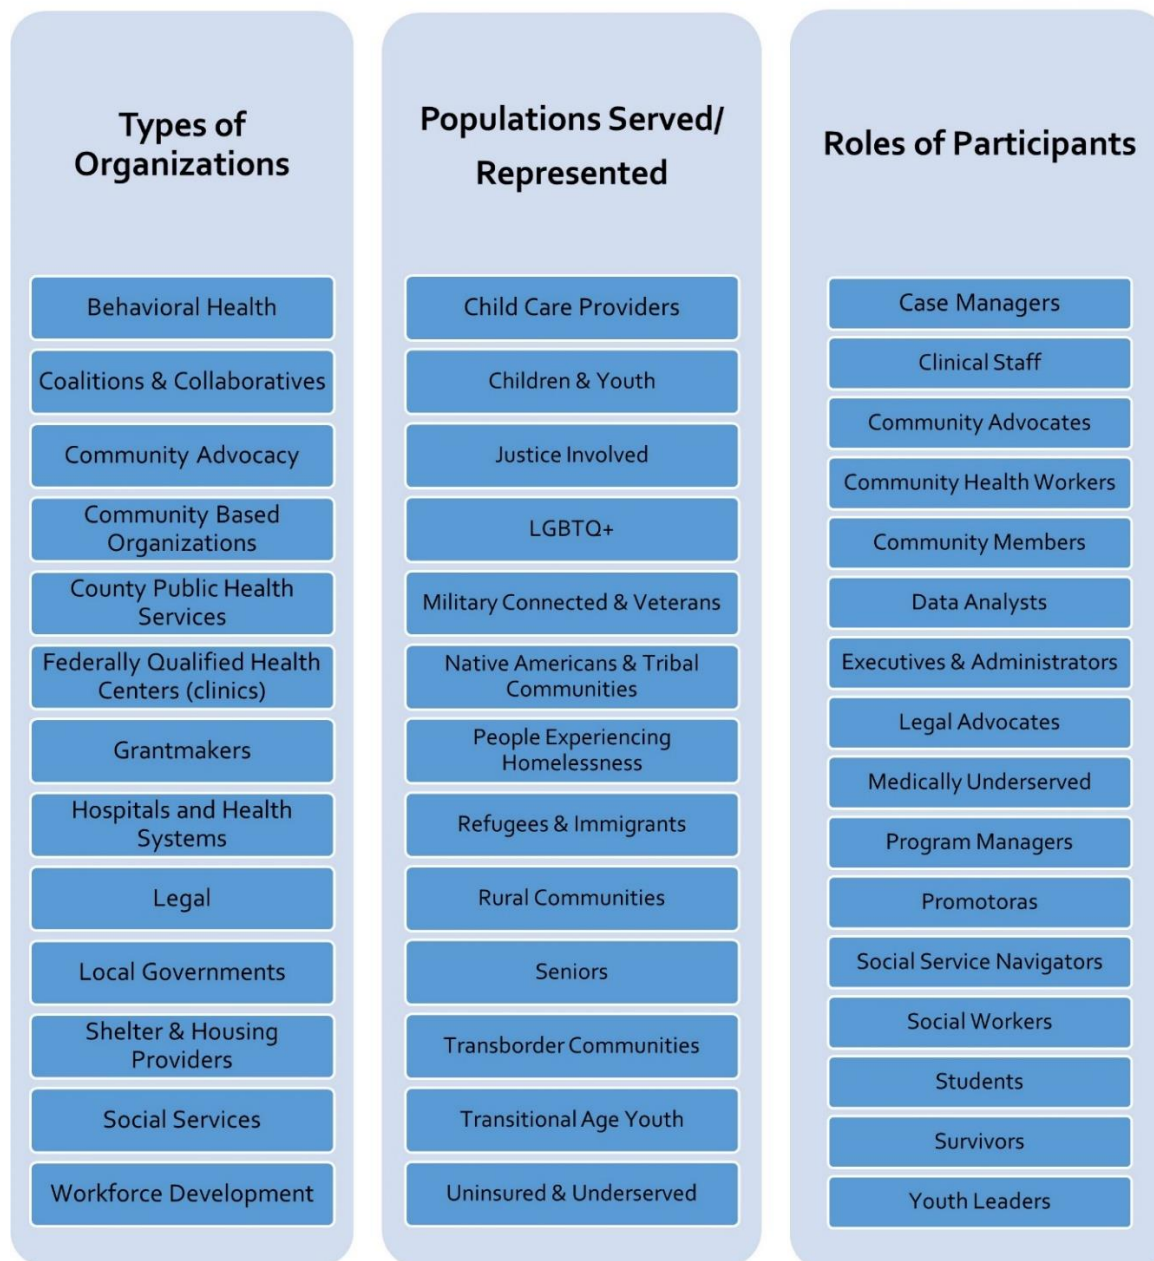 Types of
Organizations
Behavioral Health
Coalitions & Collaboratives
Community Advocacy
Community Based
Organizations
County Public Health
Services
Federally Qualified Health
Centers (clinics)
Grantmakers
Hospitals and Health
Systems
Legal
Local Governments
Shelter & Housing
Providers
Social Services
Workforce Development
Populations Served/
Represented
Child Care Providers
Children & Youth
Justice Involved
LGBTQ+
Military Connected & Veterans
Native Americans & Tribal
Communities
People Experiencing
Homelessness
Refugees & Immigrants
Rural Communities
Seniors
Transborder Communities
Transitional Age Youth
Uninsured & Underserved
Roles of Participants
Case Managers
Clinical Staff
Community Advocates
Community Health Workers
Community Members
Data Analysts
Executives & Administrators
Legal Advocates
Medically Underserved
Program Managers
Promotoras
Social Service Navigators
Social Workers
Students
Survivors
Youth Leaders